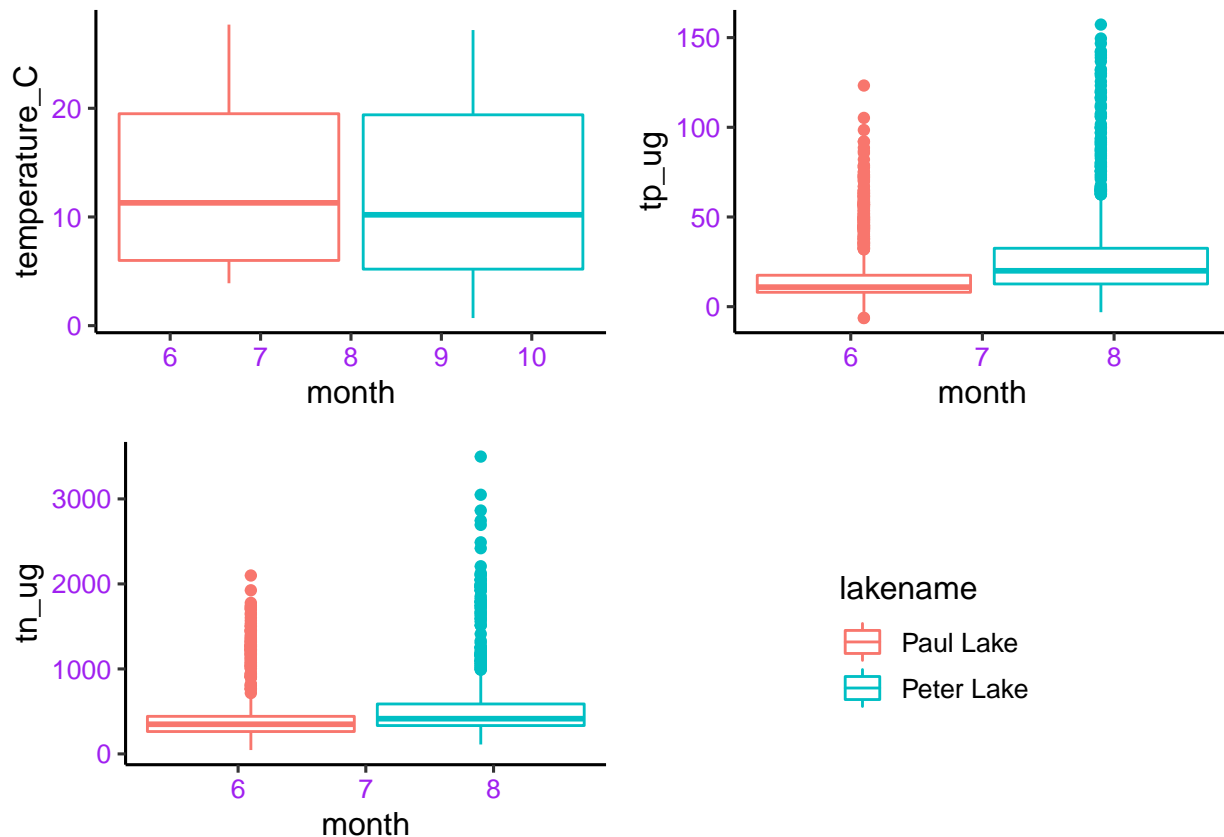 temperature_C
20
10
0
6 7 8 9 10
month
tp_ug
150
100
50
0
6 7 8
month
tn_ug
3000
2000
1000
0
6 7 8
month
lakename
Paul Lake
Peter Lake